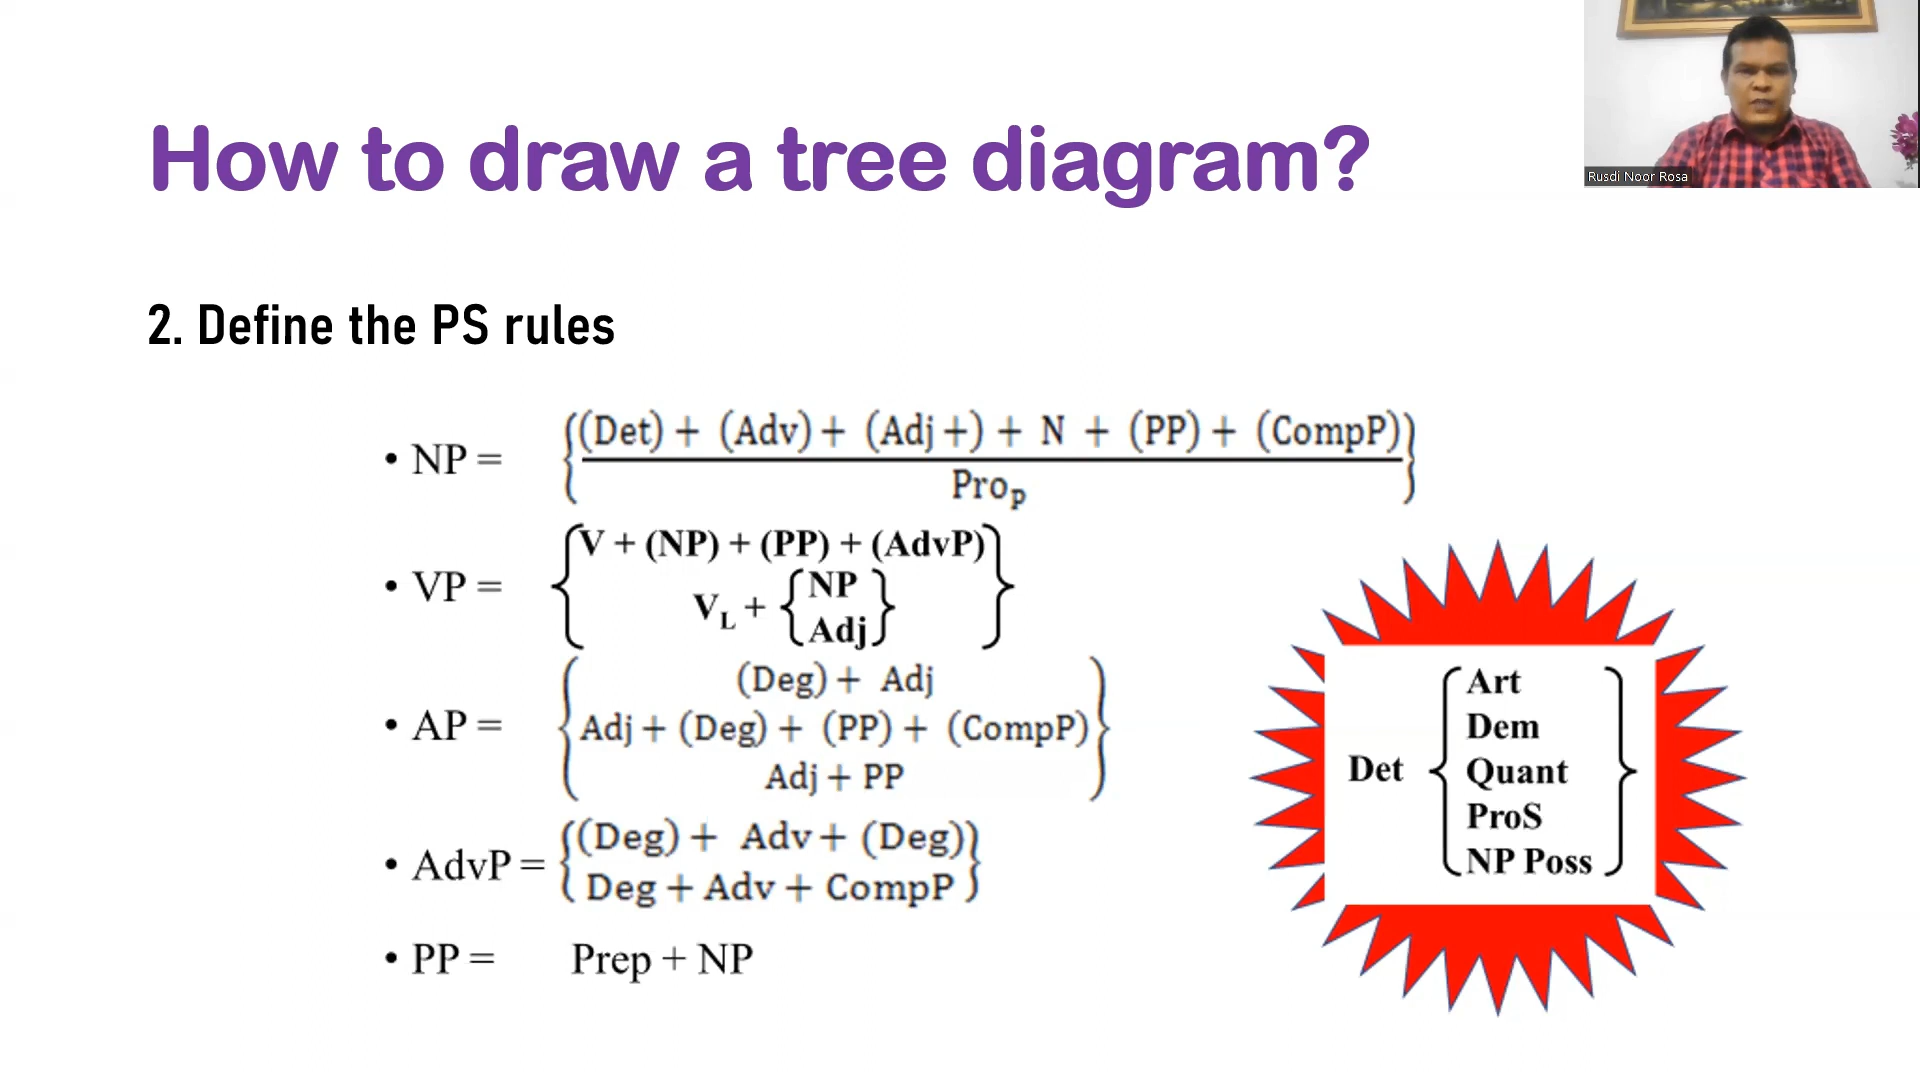 How to draw a tree diagram?
Rusdi Noor Rosa
2. Define the PS rules
• NP = {(Det) + (Adv) + (Adj +) + N + (PP) + (CompP)}
Prop
• VP = {V + (NP) + (PP) + (AdvP)}
VL + {NP
Adj}
• AP = {(Deg) + Adj
Adj + (Deg) + (PP) + (CompP)
Adj + PP}
• AdvP = {(Deg) + Adv + (Deg)}
{Deg + Adv + CompP}
• PP = Prep + NP
Det {Art
Dem
Quant
ProS
NP Poss}